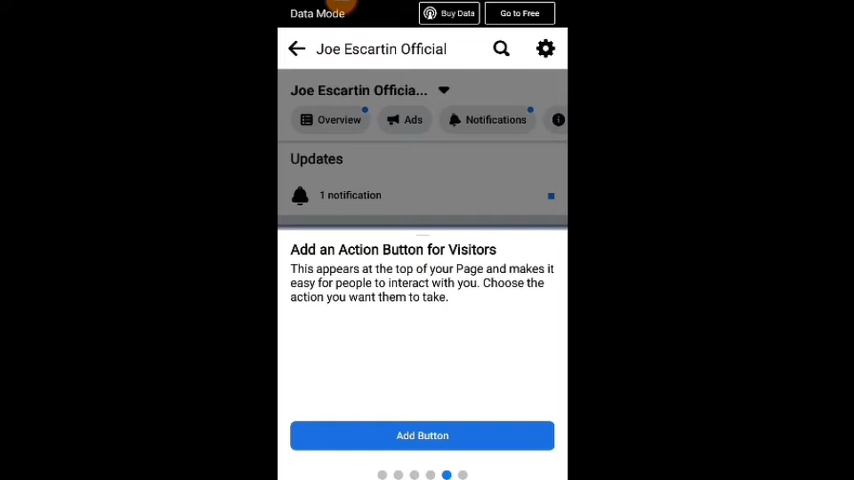 Data Mode
Buy Data
Go to Free
Joe Escartin Official
Joe Escartin Officia...
Overview
Ads
Notifications
Updates
1 notification
Add an Action Button for Visitors
This appears at the top of your Page and makes it
easy for people to interact with you. Choose the
action you want them to take.
Add Button